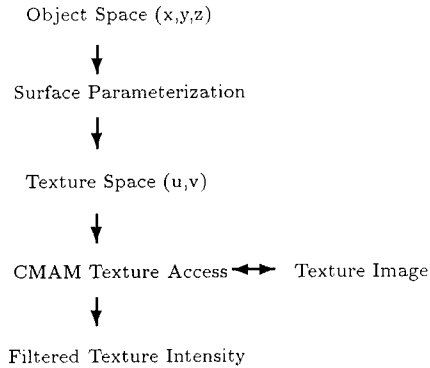 Object Space (x,y,z)
Surface Parameterization
Texture Space (u,v)
CMAM Texture Access
Texture Image
Filtered Texture Intensity